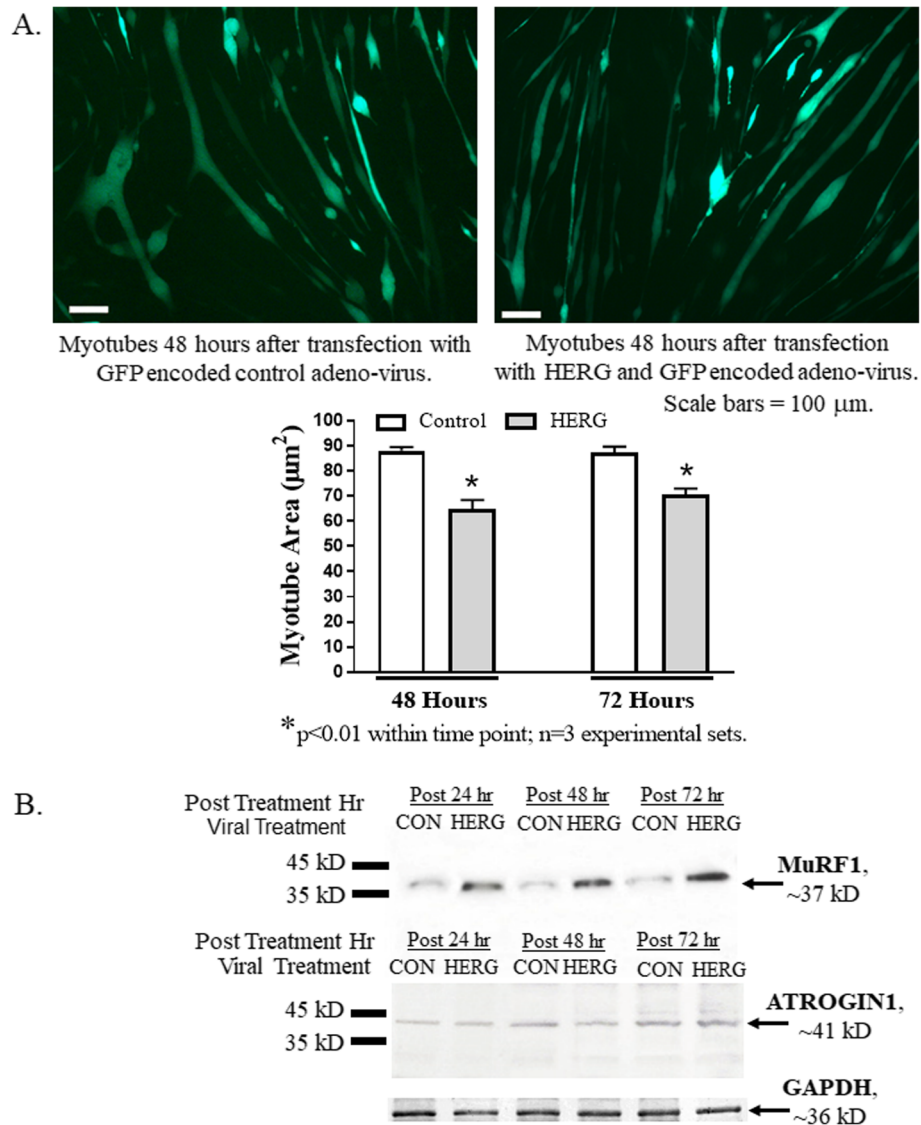 A.
Myotubes 48 hours after transfection with
GFP encoded control adeno-virus.
Myotubes 48 hours after transfection
with HERG and GFP encoded adeno-virus.
Scale bars = 100 μm.
Control HERG
Myotube Area (μm²)
100
90
80
70
60
50
40
30
20
10
0
* *
48 Hours 72 Hours
*p<0.01 within time point; n=3 experimental sets.
B.
Post Treatment Hr Post 24 hr Post 48 hr Post 72 hr
Viral Treatment CON HERG CON HERG CON HERG
45 kD
35 kD
MuRF1,
~37 kD
Post Treatment Hr Post 24 hr Post 48 hr Post 72 hr
Viral Treatment CON HERG CON HERG CON HERG
45 kD
35 kD
ATROGIN1,
~41 kD
GAPDH,
~36 kD